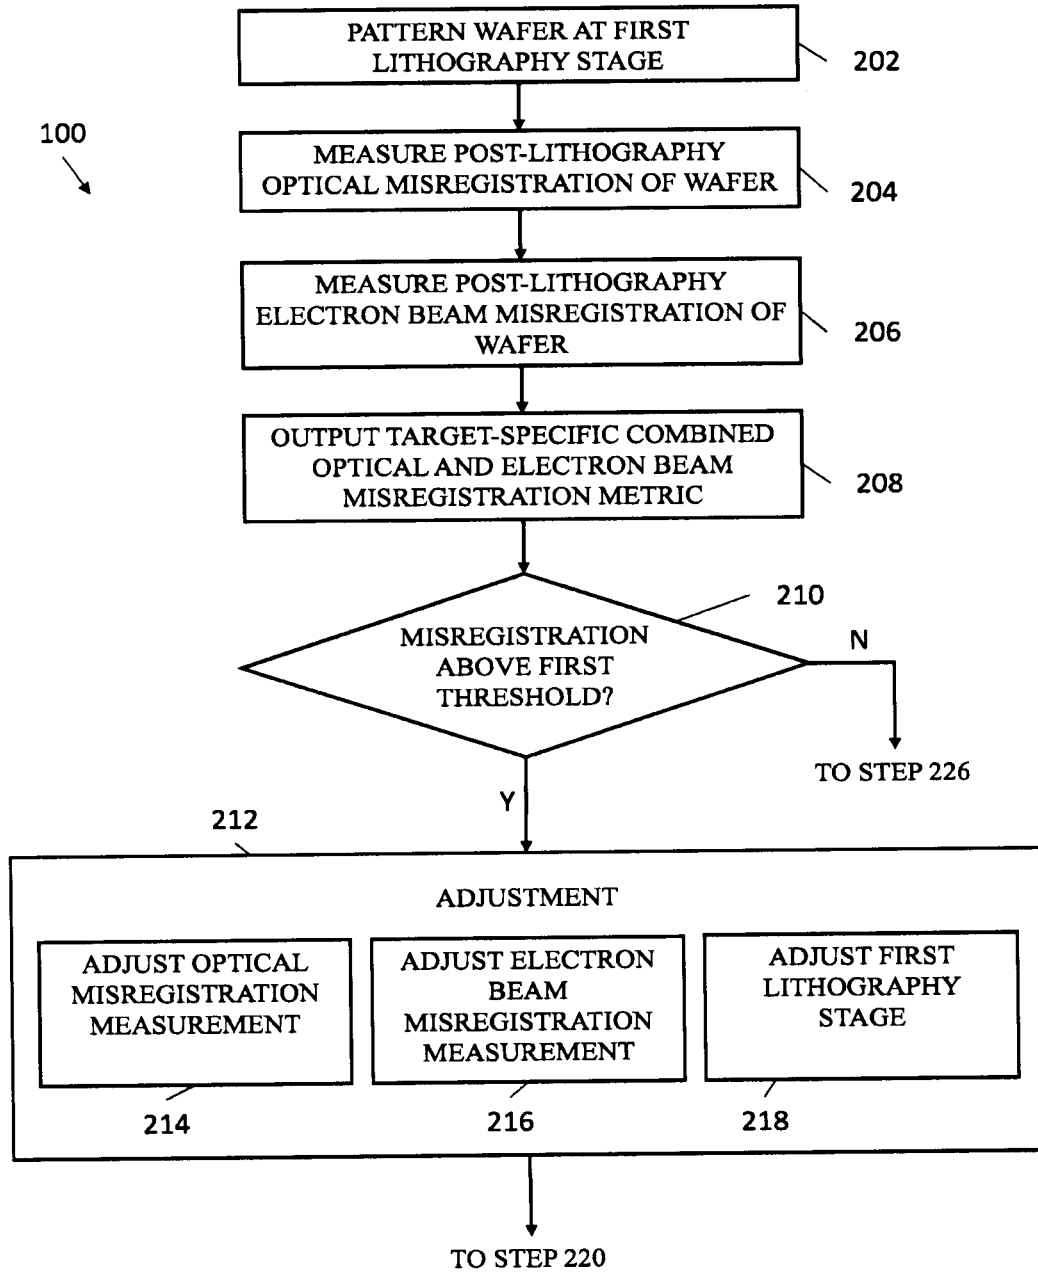 PATTERN WAFER AT FIRST
LITHOGRAPHY STAGE
202
100
MEASURE POST-LITHOGRAPHY
OPTICAL MISREGISTRATION OF WAFER
204
MEASURE POST-LITHOGRAPHY
ELECTRON BEAM MISREGISTRATION OF
WAFER
206
OUTPUT TARGET-SPECIFIC COMBINED
OPTICAL AND ELECTRON BEAM
MISREGISTRATION METRIC
208
210
MISREGISTRATION
ABOVE FIRST
THRESHOLD?
N
TO STEP 226
Y
212
ADJUSTMENT
ADJUST OPTICAL
MISREGISTRATION
MEASUREMENT
214
ADJUST ELECTRON
BEAM
MISREGISTRATION
MEASUREMENT
216
ADJUST FIRST
LITHOGRAPHY
STAGE
218
TO STEP 220